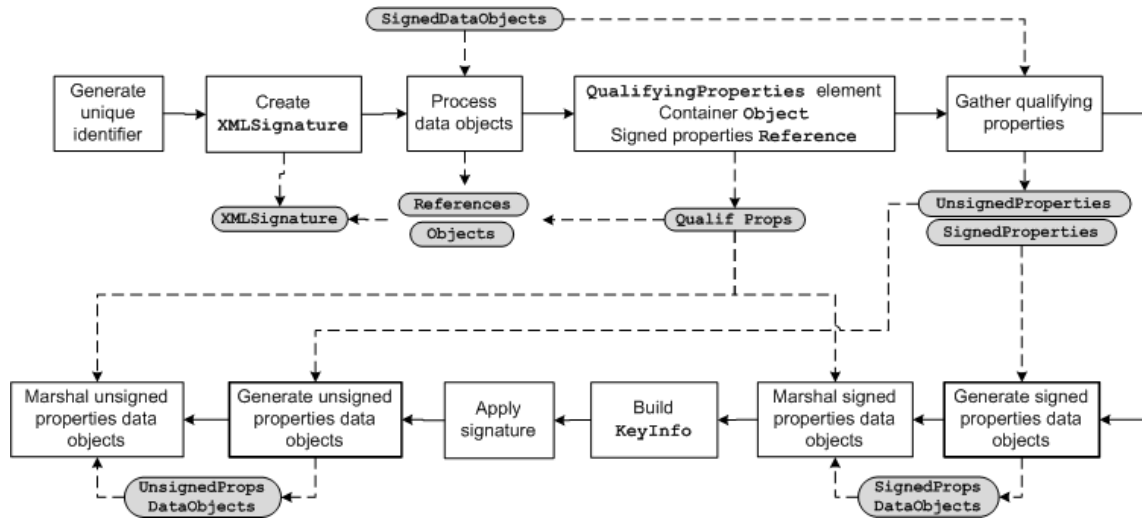 SignedDataObjects
Generate
unique
identifier
Create
XMLSignature
Process
data objects
QualifyingProperties element
Container Object
Signed properties Reference
Gather qualifying
properties
XMLSignature
References
Objects
Qualif Props
UnsignedProperties
SignedProperties
Marshal unsigned
properties data
objects
Generate unsigned
properties data
objects
Apply
signature
Build
KeyInfo
Marshal signed
properties data
objects
Generate signed
properties data
objects
UnsignedProps
DataObjects
SignedProps
DataObjects